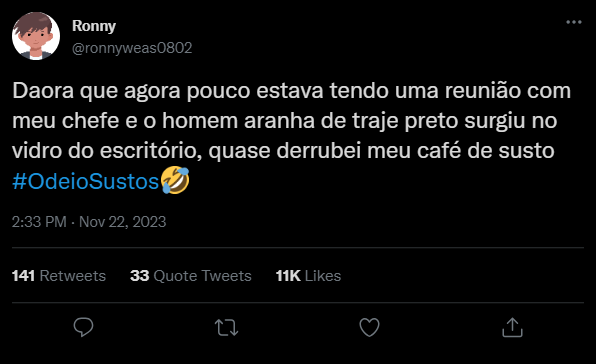 Ronny
@ronnyweas0802
Daora que agora pouco estava tendo uma reunião com
meu chefe e o homem aranha de traje preto surgiu no
vidro do escritório, quase derrubei meu café de susto
#OdeioSustos🤣
2:33 PM · Nov 22, 2023
141 Retweets 33 Quote Tweets 11K Likes